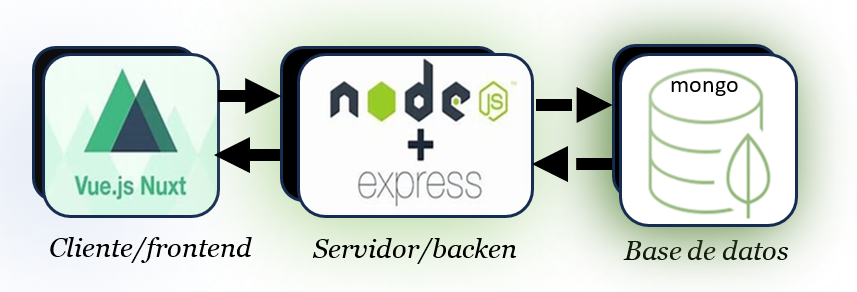 Vue.js Nuxt
node JS
+
express
mongo
Cliente/frontend
Servidor/backen
Base de datos